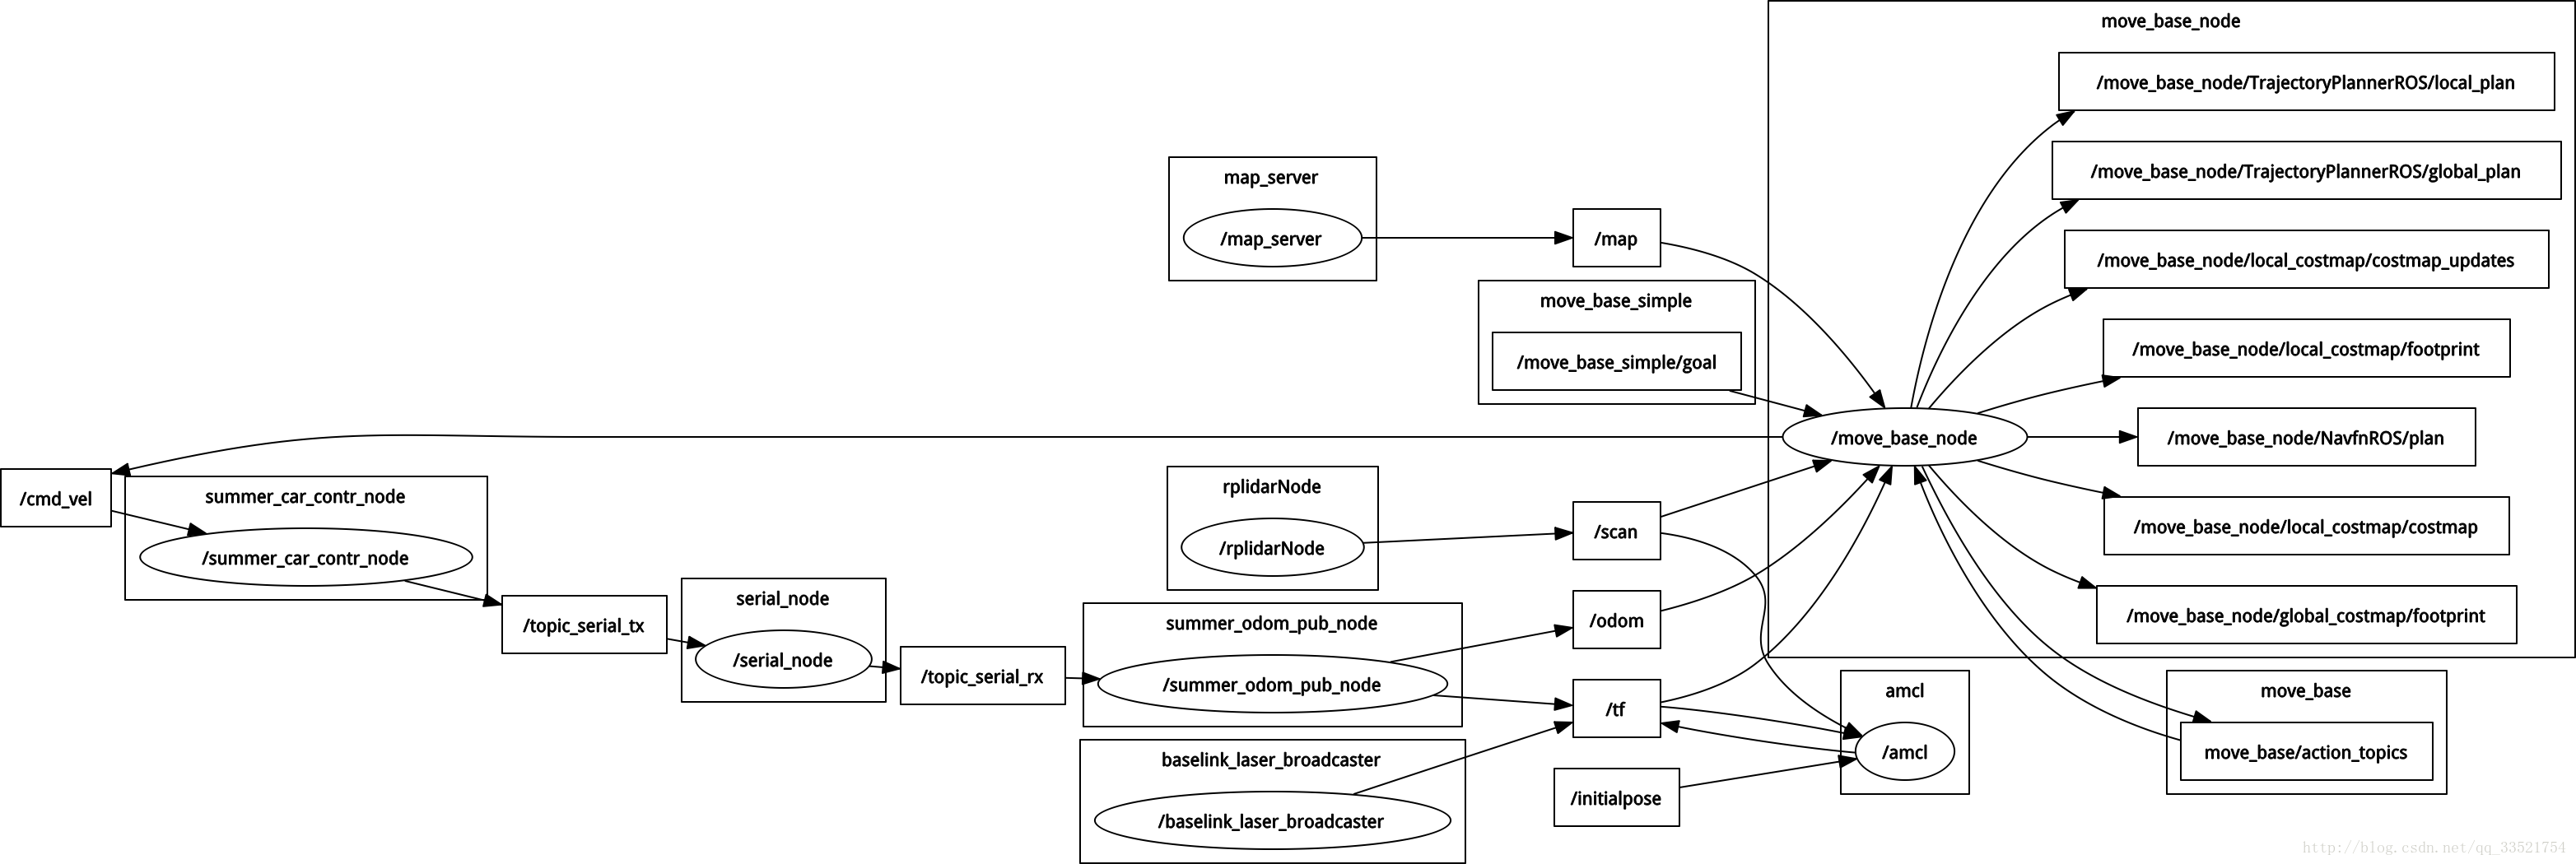 move_base_node
/move_base_node/TrajectoryPlannerROS/local_plan
/move_base_node/TrajectoryPlannerROS/global_plan
map_server
/map_server
/map
/move_base_node/local_costmap/costmap_updates
move_base_simple
/move_base_simple/goal
/move_base_node/local_costmap/footprint
/move_base_node
/move_base_node/NavfnROS/plan
/cmd_vel
summer_car_contr_node
/summer_car_contr_node
rplidarNode
/rplidarNode
/scan
/move_base_node/local_costmap/costmap
/topic_serial_tx
serial_node
/serial_node
/topic_serial_rx
summer_odom_pub_node
/summer_odom_pub_node
/odom
/move_base_node/global_costmap/footprint
/tf
amcl
/amcl
move_base
move_base/action_topics
baselink_laser_broadcaster
/baselink_laser_broadcaster
/initialpose
http://blog.csdn.net/qq_33521754